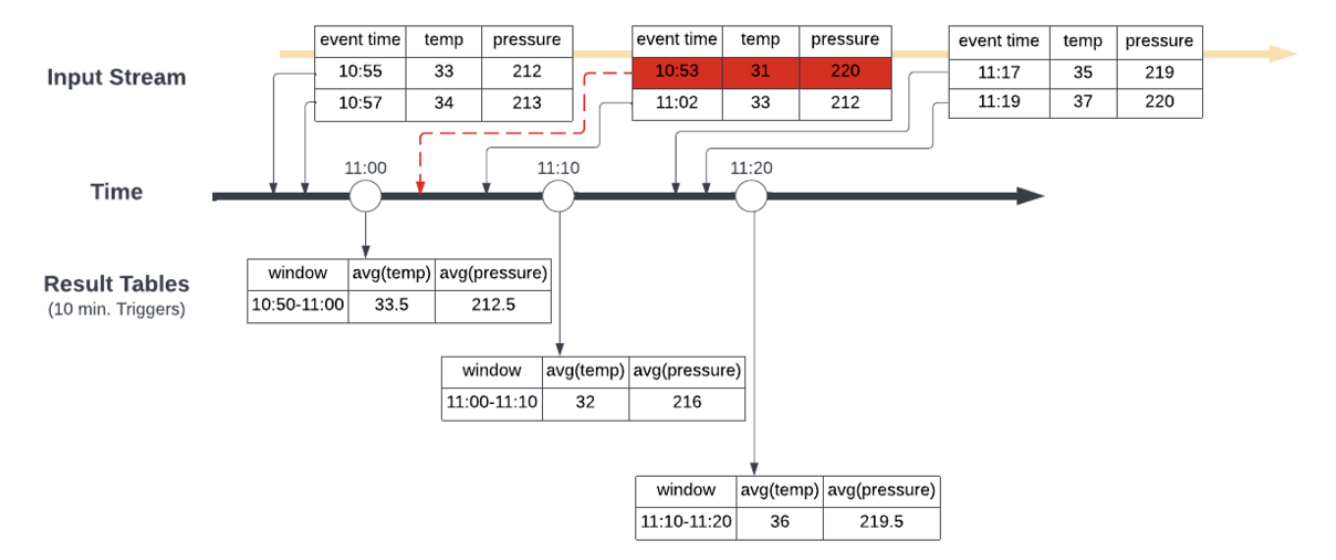 event time temp pressure
10:55 33 212
10:57 34 213
event time temp pressure
10:53 31 220
11:02 33 212
event time temp pressure
11:17 35 219
11:19 37 220
Input Stream
11:00 11:10 11:20
Time
Result Tables
(10 min. Triggers)
window avg(temp) avg(pressure)
10:50-11:00 33.5 212.5
window avg(temp) avg(pressure)
11:00-11:10 32 216
window avg(temp) avg(pressure)
11:10-11:20 36 219.5